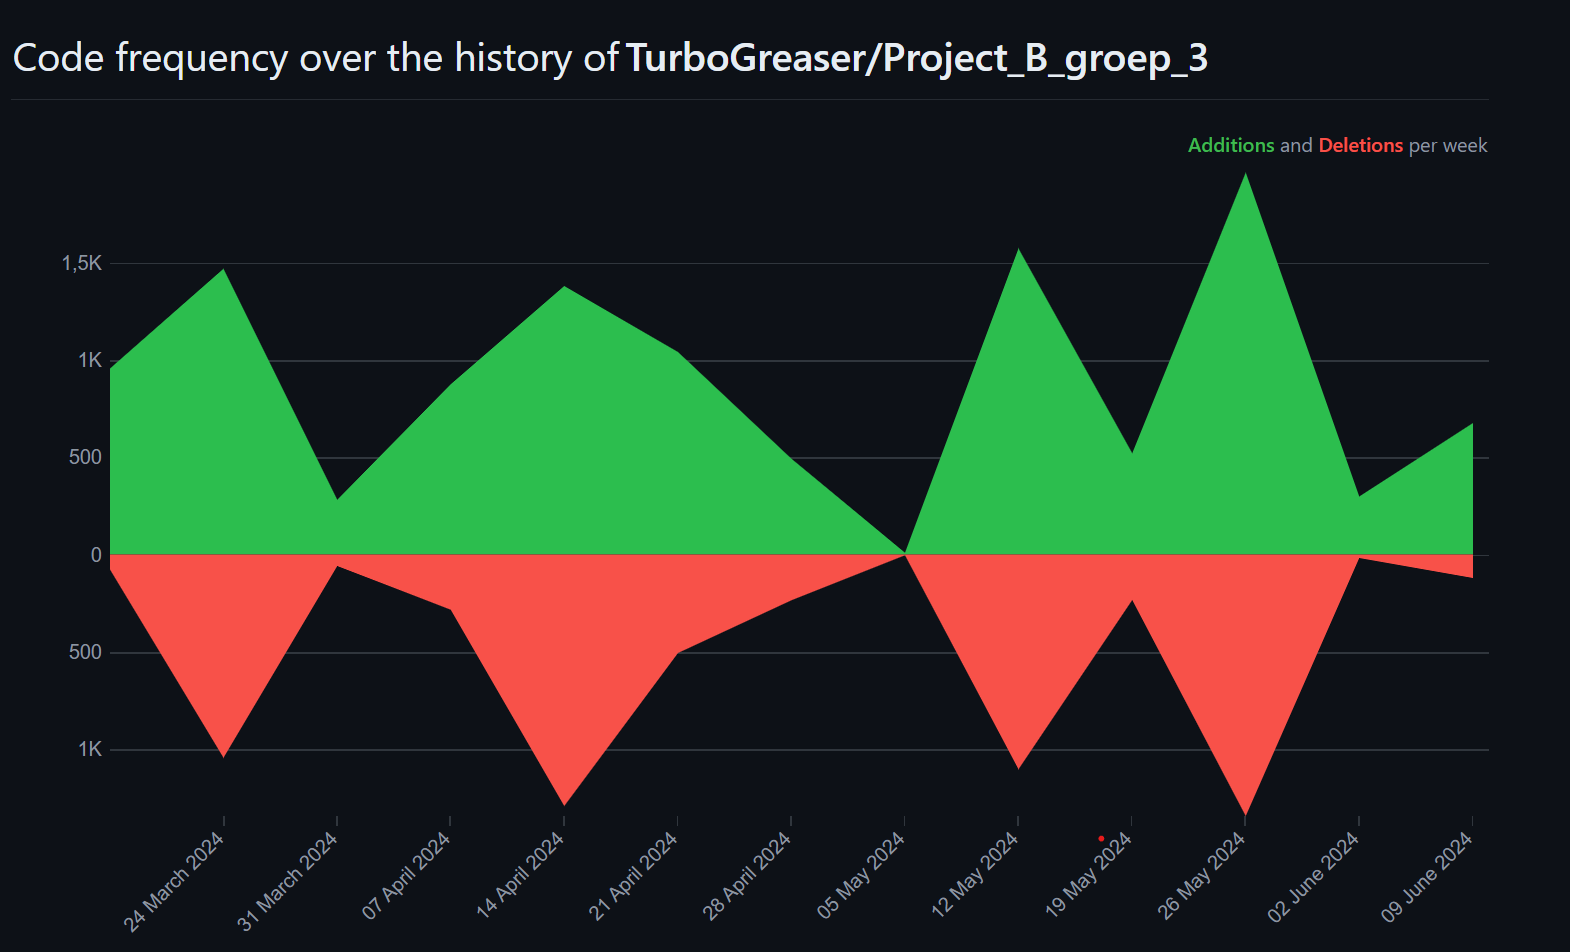 Code frequency over the history of TurboGreaser/Project_B_groep_3
Additions and Deletions per week
1,5K
1K
500
0
500
1K
24 March 2024
31 March 2024
07 April 2024
14 April 2024
21 April 2024
28 April 2024
05 May 2024
12 May 2024
19 May 2024
26 May 2024
02 June 2024
09 June 2024